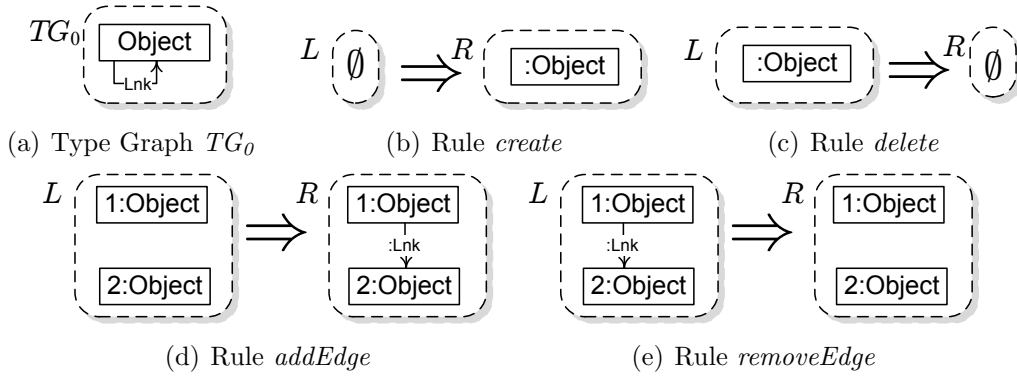 TG₀ Object Lnk
L ∅ R :Object
L :Object R ∅
(a) Type Graph TG₀
(b) Rule create
(c) Rule delete
L 1:Object R 1:Object
:Lnk
2:Object 2:Object
L 1:Object R 1:Object
:Lnk
2:Object 2:Object
(d) Rule addEdge
(e) Rule removeEdge